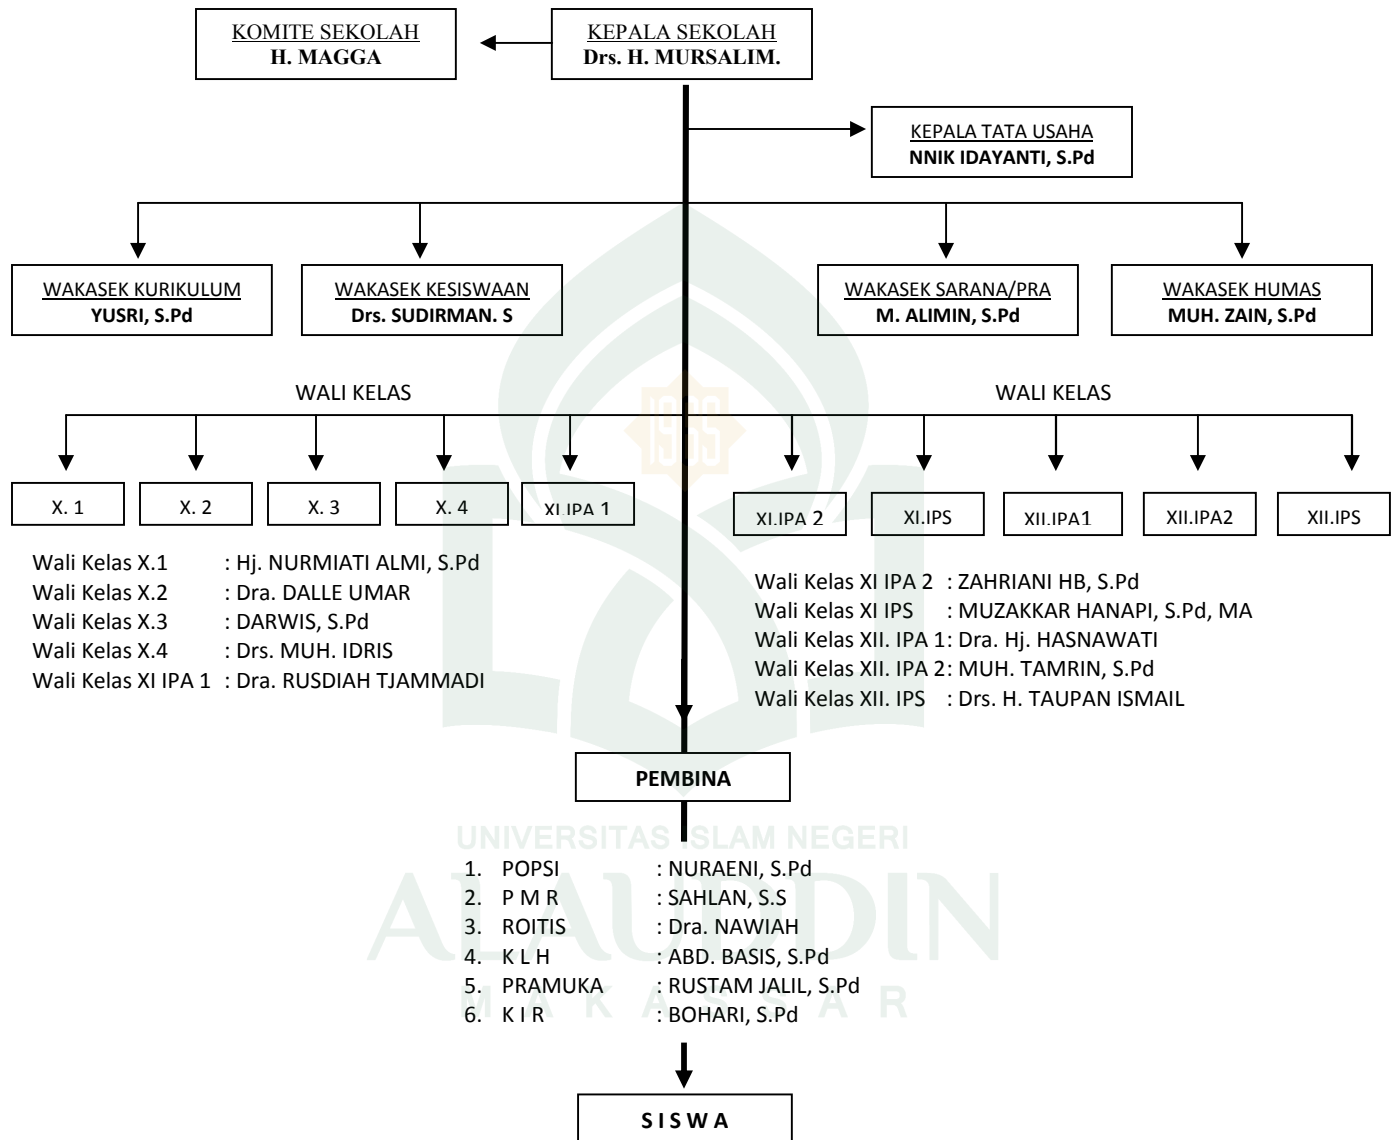 KOMITE SEKOLAH
H. MAGGA
KEPALA SEKOLAH
Drs. H. MURSALIM.
KEPALA TATA USAHA
NNIK IDAYANTI, S.Pd
WAKASEK KURIKULUM
YUSRI, S.Pd
WAKASEK KESISWAAN
Drs. SUDIRMAN. S
WAKASEK SARANA/PRA
M. ALIMIN, S.Pd
WAKASEK HUMAS
MUH. ZAIN, S.Pd
WALI KELAS
WALI KELAS
1965
X. 1
X. 2
X. 3
X. 4
XI.IPA 1
XI.IPA 2
XI.IPS
XII.IPA1
XII.IPA2
XII.IPS
Wali Kelas X.1 : Hj. NURMIATI ALMI, S.Pd
Wali Kelas X.2 : Dra. DALLE UMAR
Wali Kelas X.3 : DARWIS, S.Pd
Wali Kelas X.4 : Drs. MUH. IDRIS
Wali Kelas XI IPA 1 : Dra. RUSDIAH TJAMMADI
Wali Kelas XI IPA 2 : ZAHRIANI HB, S.Pd
Wali Kelas XI IPS : MUZAKKAR HANAPI, S.Pd, MA
Wali Kelas XII. IPA 1 : Dra. Hj. HASNAWATI
Wali Kelas XII. IPA 2 : MUH. TAMRIN, S.Pd
Wali Kelas XII. IPS : Drs. H. TAUPAN ISMAIL
PEMBINA
UNIVERSITAS ISLAM NEGERI
ALAUDDIN
MAKASSAR
1. POPSI : NURAENI, S.Pd
2. P M R : SAHLAN, S.S
3. ROITIS : Dra. NAWIAH
4. K L H : ABD. BASIS, S.Pd
5. PRAMUKA : RUSTAM JALIL, S.Pd
6. K I R : BOHARI, S.Pd
S I S W A